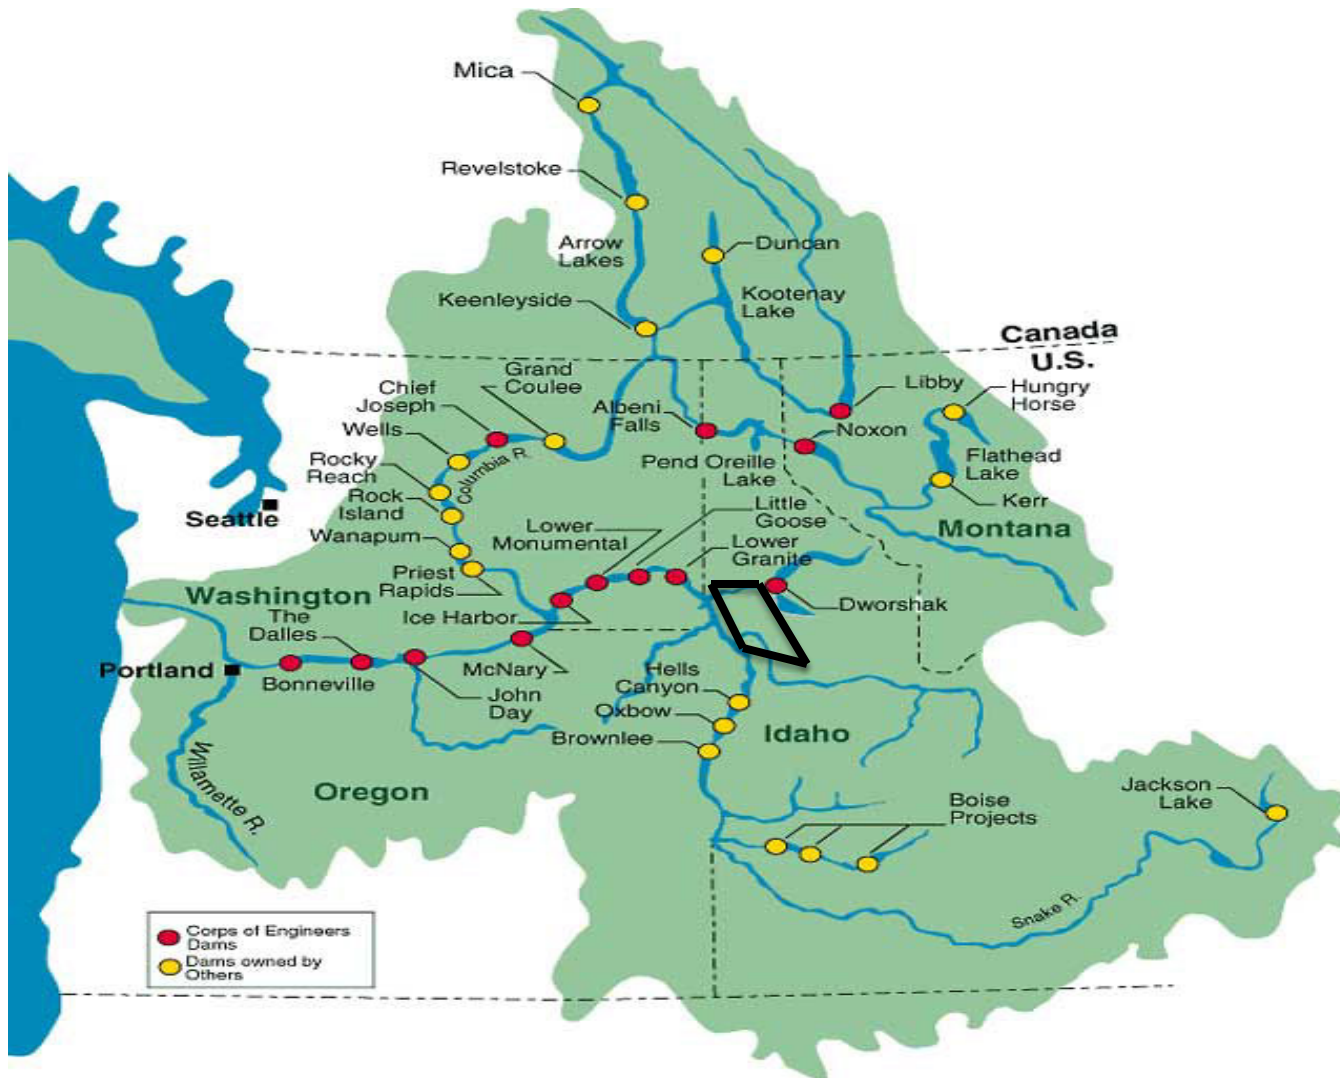 Mica
Revelstoke
Arrow
Lakes
Duncan
Keenleyside
Kootenay
Lake
Canada
U.S.
Grand
Coulee
Chief
Joseph
Libby
Hungry
Horse
Albeni
Falls
Wells
Noxon
Columbia R.
Rocky
Reach
Pend Oreille
Lake
Flathead
Lake
Rock
Island
Kerr
Seattle
Little
Goose
Montana
Wanapum
Lower
Monumental
Lower
Granite
Priest
Rapids
Washington
Ice Harbor
Dworshak
The
Dalles
Portland
Bonneville
McNary
John
Day
Hells
Canyon
Oxbow
Brownlee
Idaho
Willamette R.
Oregon
Boise
Projects
Jackson
Lake
Snake R.
Corps of Engineers
Dams
Dams owned by
Others